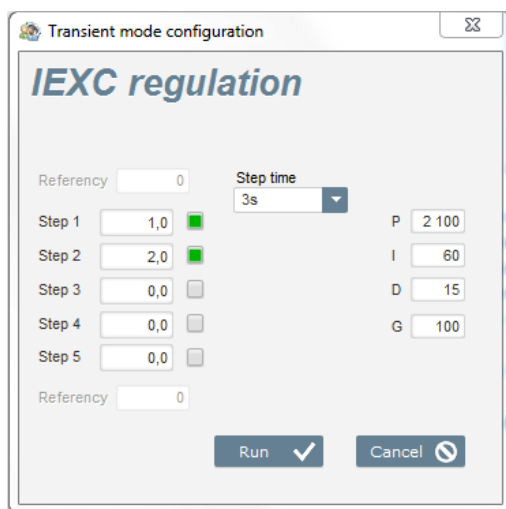 Transient mode configuration
IEXC regulation
Referency 0
Step time
3s
Step 1 1,0
Step 2 2,0
Step 3 0,0
Step 4 0,0
Step 5 0,0
Referency 0
P 2 100
I 60
D 15
G 100
Run
Cancel